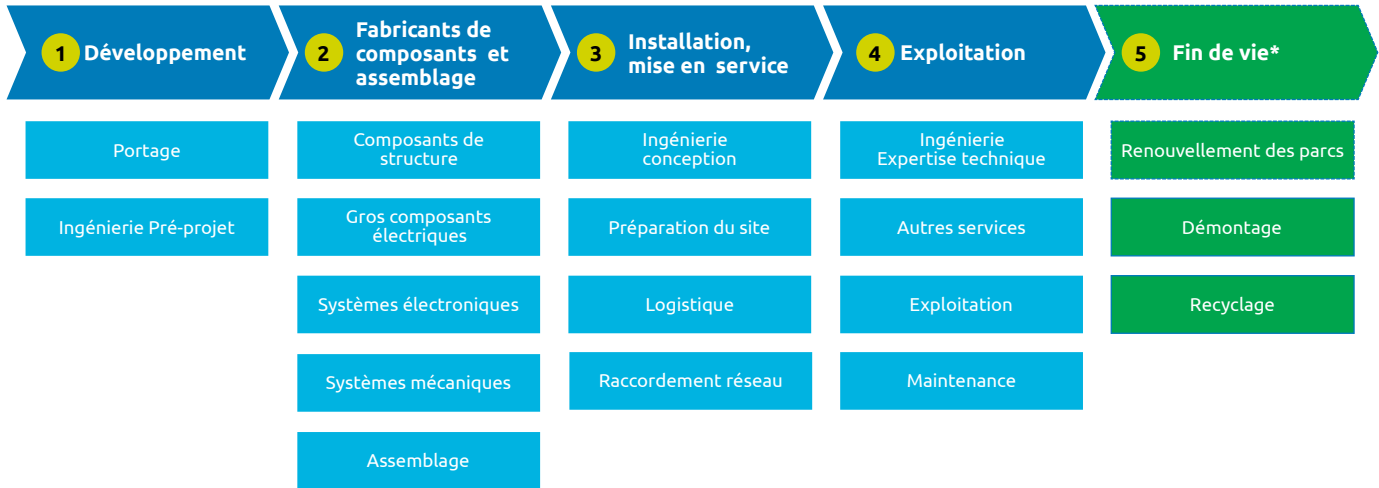 1 Développement
2 Fabricants de
composants et
assemblage
3 Installation,
mise en service
4 Exploitation
5 Fin de vie*
Portage
Ingénierie Pré-projet
Composants de
structure
Gros composants
électriques
Systèmes électroniques
Systèmes mécaniques
Assemblage
Ingénierie
conception
Préparation du site
Logistique
Raccordement réseau
Ingénierie
Expertise technique
Autres services
Exploitation
Maintenance
Renouvellement des parcs
Démontage
Recyclage